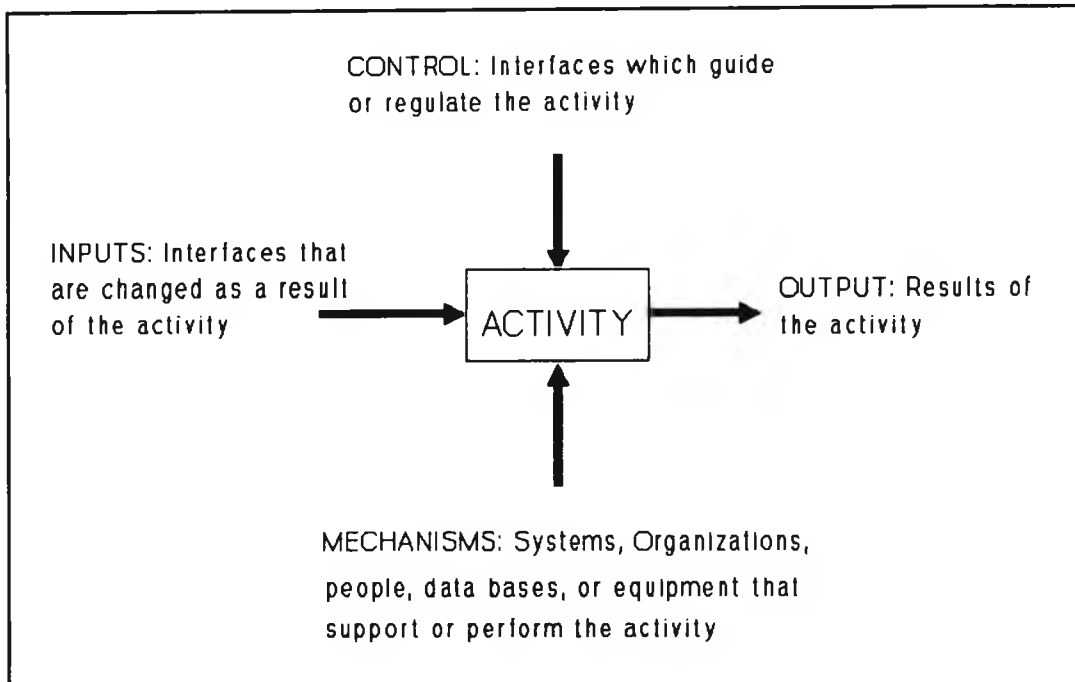 CONTROL: Interfaces which guide
or regulate the activity
INPUTS: Interfaces that
are changed as a result
of the activity
ACTIVITY
OUTPUT: Results of
the activity
MECHANISMS: Systems, Organizations,
people, data bases, or equipment that
support or perform the activity